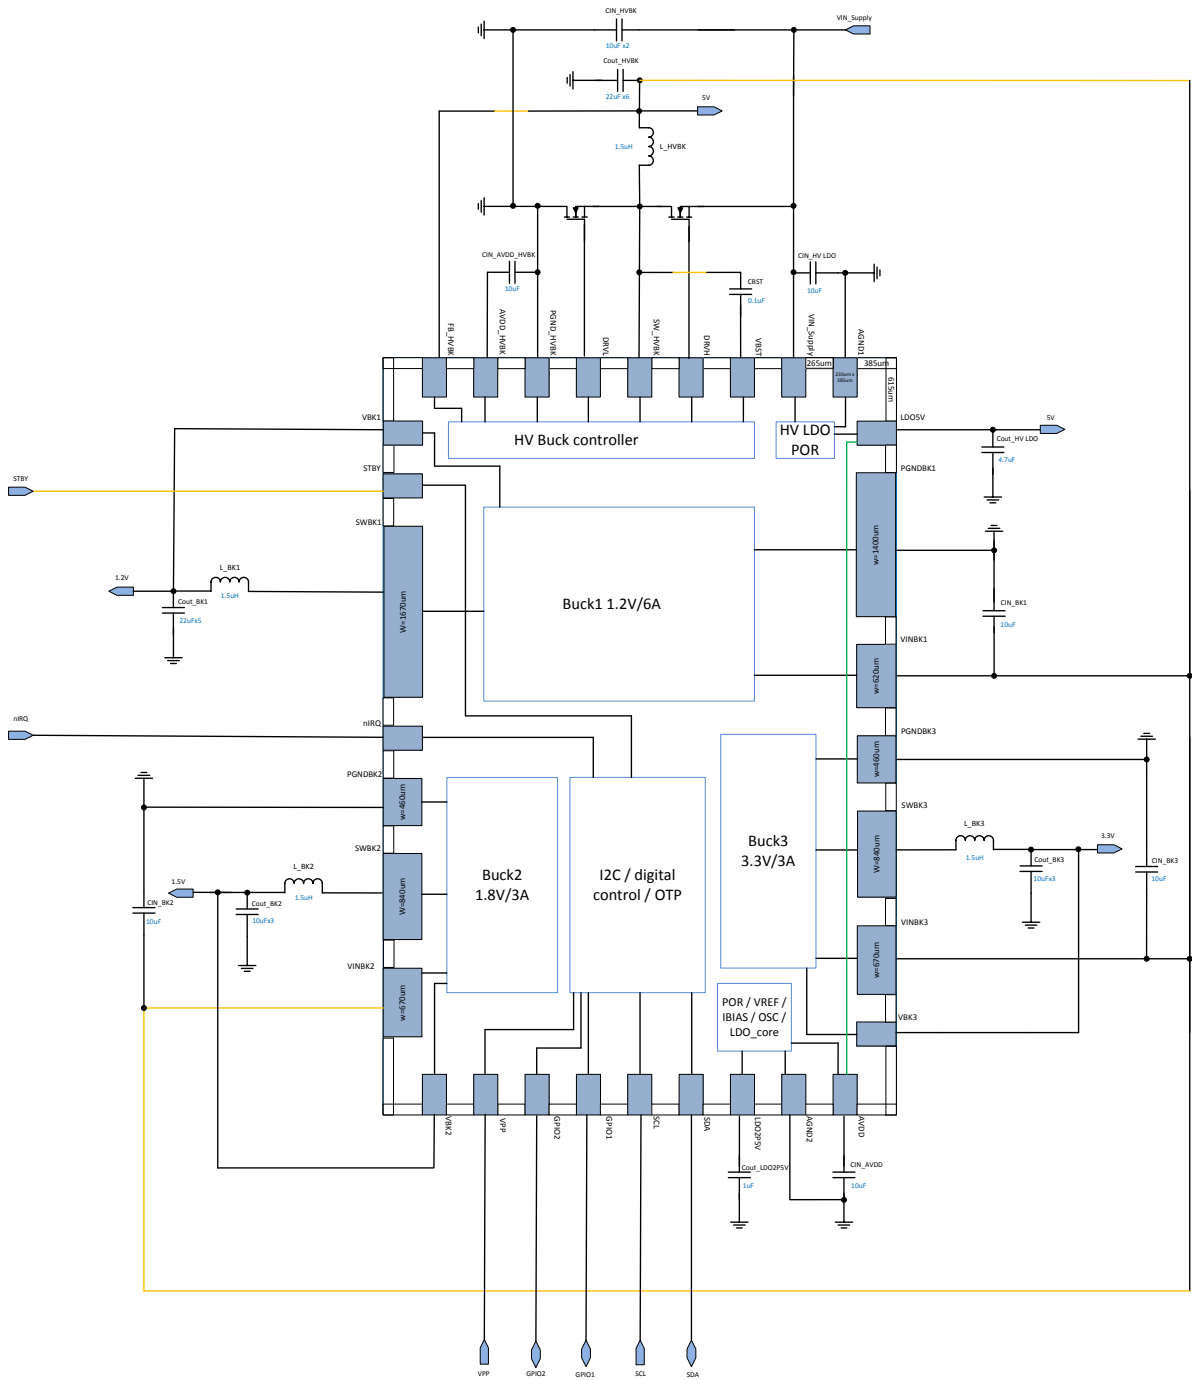 CIN_HVBK
VIN_Supply
10uF x2
Cout_HVBK
22uF x6
5V
1.5uH
L_HVBK
CIN_AVDD_HVBK
10uF
CBST
0.1uF
CIN_HV LDO
10uF
FB_HVBK
AVDD_HVBK
PGND_HVBK
DRVL
SW_HVBK
DRVH
VBST
VIN_Supply
AGND1
265um
385um
230um x
385um
615um
VBK1
HV Buck controller
HV LDO
POR
LDO5V
5V
Cout_HV LDO
4.7uF
STBY
STBY
PGNDBK1
w=1400um
SWBK1
W=1670um
1.2V
L_BK1
1.5uH
Cout_BK1
22uFx5
Buck1 1.2V/6A
CIN_BK1
10uF
VINBK1
w=620um
nIRQ
nIRQ
PGNDBK3
w=460um
PGNDBK2
w=460um
SWBK3
W=840um
L_BK3
1.5uH
3.3V
Cout_BK3
10uFx3
CIN_BK3
10uF
SWBK2
W=840um
L_BK2
1.5uH
1.5V
Cout_BK2
10uFx3
CIN_BK2
10uF
Buck2
1.8V/3A
I2C / digital
control / OTP
Buck3
3.3V/3A
VINBK3
w=670um
VINBK2
w=670um
POR / VREF /
IBIAS / OSC /
LDO_core
VBK3
VBK2
VPP
GPIO2
GPIO1
SCL
SDA
LDO2P5V
AGND2
AVDD
Cout_LDO2P5V
1uF
CIN_AVDD
10uF
VPP
GPIO2
GPIO1
SCL
SDA